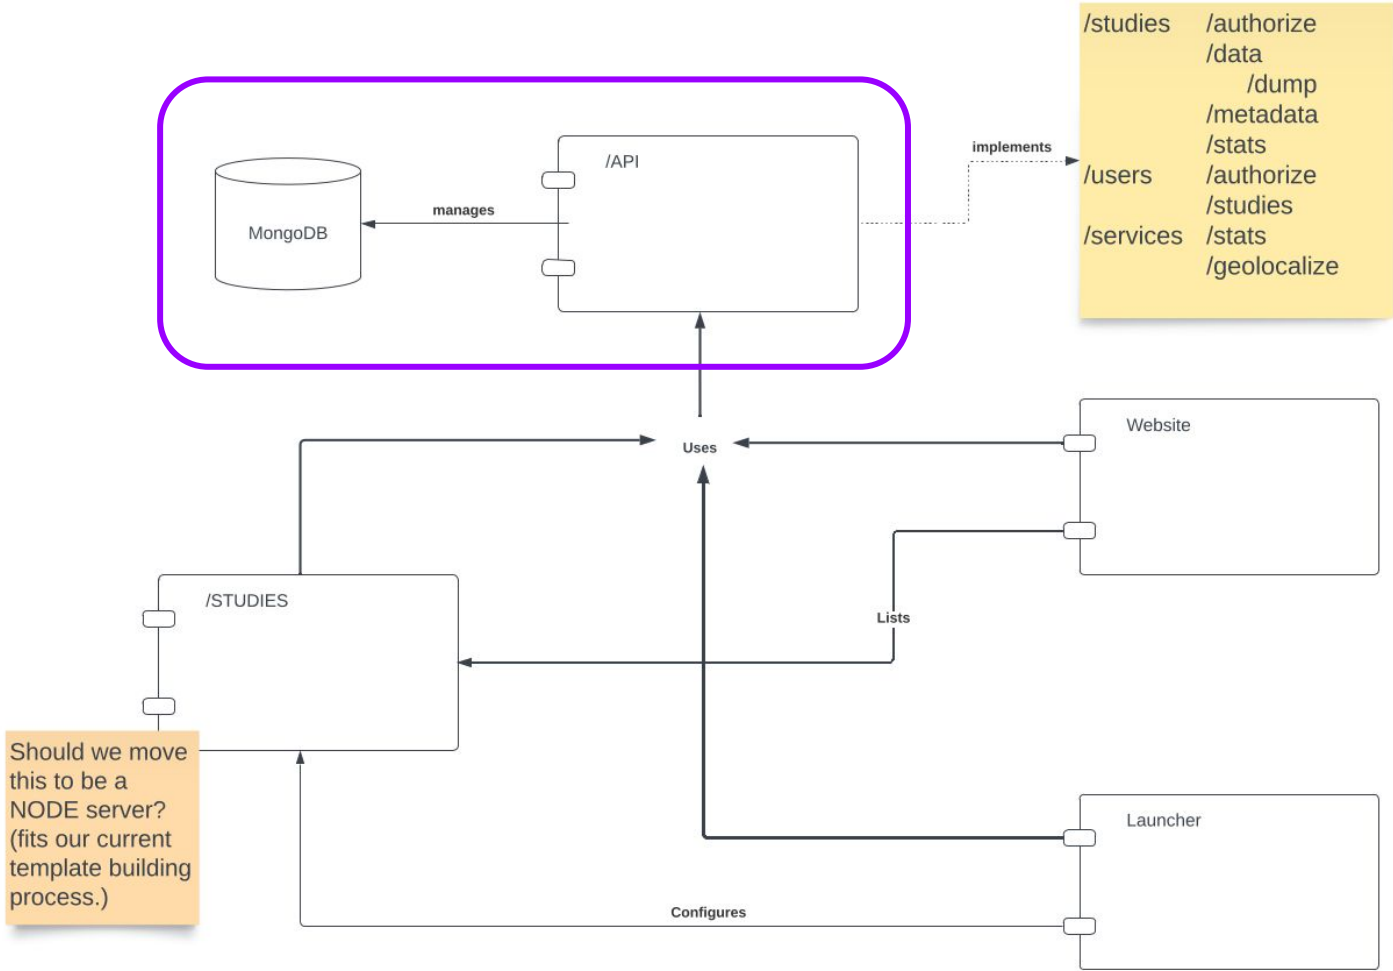 /studies /authorize
/data
/dump
/metadata
/stats
/users /authorize
/studies
/services /stats
/geolocalize
/API
implements
manages
MongoDB
Website
Uses
/STUDIES
Lists
Should we move
this to be a
NODE server?
(fits our current
template building
process.)
Launcher
Configures